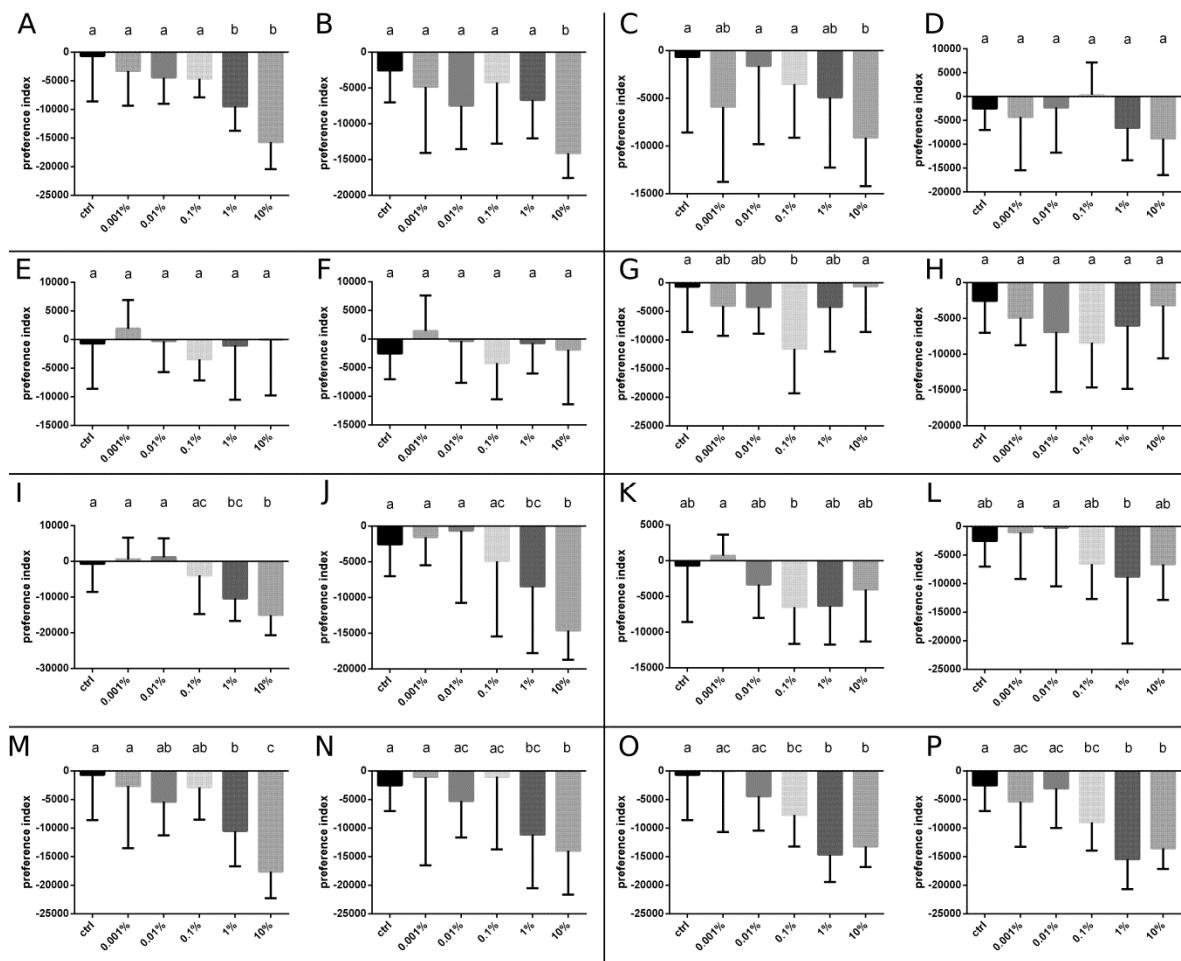 A
a a a a b b
preference index
0
-5000
-10000
-15000
-20000
-25000
ctrl 0.001% 0.01% 0.1% 1% 10%
B
a a a a a b
preference index
0
-5000
-10000
-15000
-20000
ctrl 0.001% 0.01% 0.1% 1% 10%
C
a ab a a ab b
preference index
0
-5000
-10000
-15000
ctrl 0.001% 0.01% 0.1% 1% 10%
D
a a a a a a
preference index
10000
5000
0
-5000
-10000
-15000
-20000
ctrl 0.001% 0.01% 0.1% 1% 10%
E
a a a a a a
preference index
10000
5000
0
-5000
-10000
-15000
ctrl 0.001% 0.01% 0.1% 1% 10%
F
a a a a a a
preference index
10000
5000
0
-5000
-10000
-15000
ctrl 0.001% 0.01% 0.1% 1% 10%
G
a ab ab b ab a
preference index
0
-5000
-10000
-15000
-20000
-25000
ctrl 0.001% 0.01% 0.1% 1% 10%
H
a a a a a a
preference index
0
-5000
-10000
-15000
-20000
ctrl 0.001% 0.01% 0.1% 1% 10%
I
a a a ac bc b
preference index
10000
0
-10000
-20000
-30000
ctrl 0.001% 0.01% 0.1% 1% 10%
J
a a a ac bc b
preference index
0
-5000
-10000
-15000
-20000
ctrl 0.001% 0.01% 0.1% 1% 10%
K
ab a ab b ab ab
preference index
5000
0
-5000
-10000
-15000
ctrl 0.001% 0.01% 0.1% 1% 10%
L
ab a a ab b ab
preference index
0
-5000
-10000
-15000
-20000
-25000
ctrl 0.001% 0.01% 0.1% 1% 10%
M
a a ab ab b c
preference index
0
-5000
-10000
-15000
-20000
-25000
ctrl 0.001% 0.01% 0.1% 1% 10%
N
a a ac ac bc b
preference index
0
-5000
-10000
-15000
-20000
-25000
ctrl 0.001% 0.01% 0.1% 1% 10%
O
a ac ac bc b b
preference index
0
-5000
-10000
-15000
-20000
-25000
ctrl 0.001% 0.01% 0.1% 1% 10%
P
a ac ac bc b b
preference index
0
-5000
-10000
-15000
-20000
-25000
ctrl 0.001% 0.01% 0.1% 1% 10%